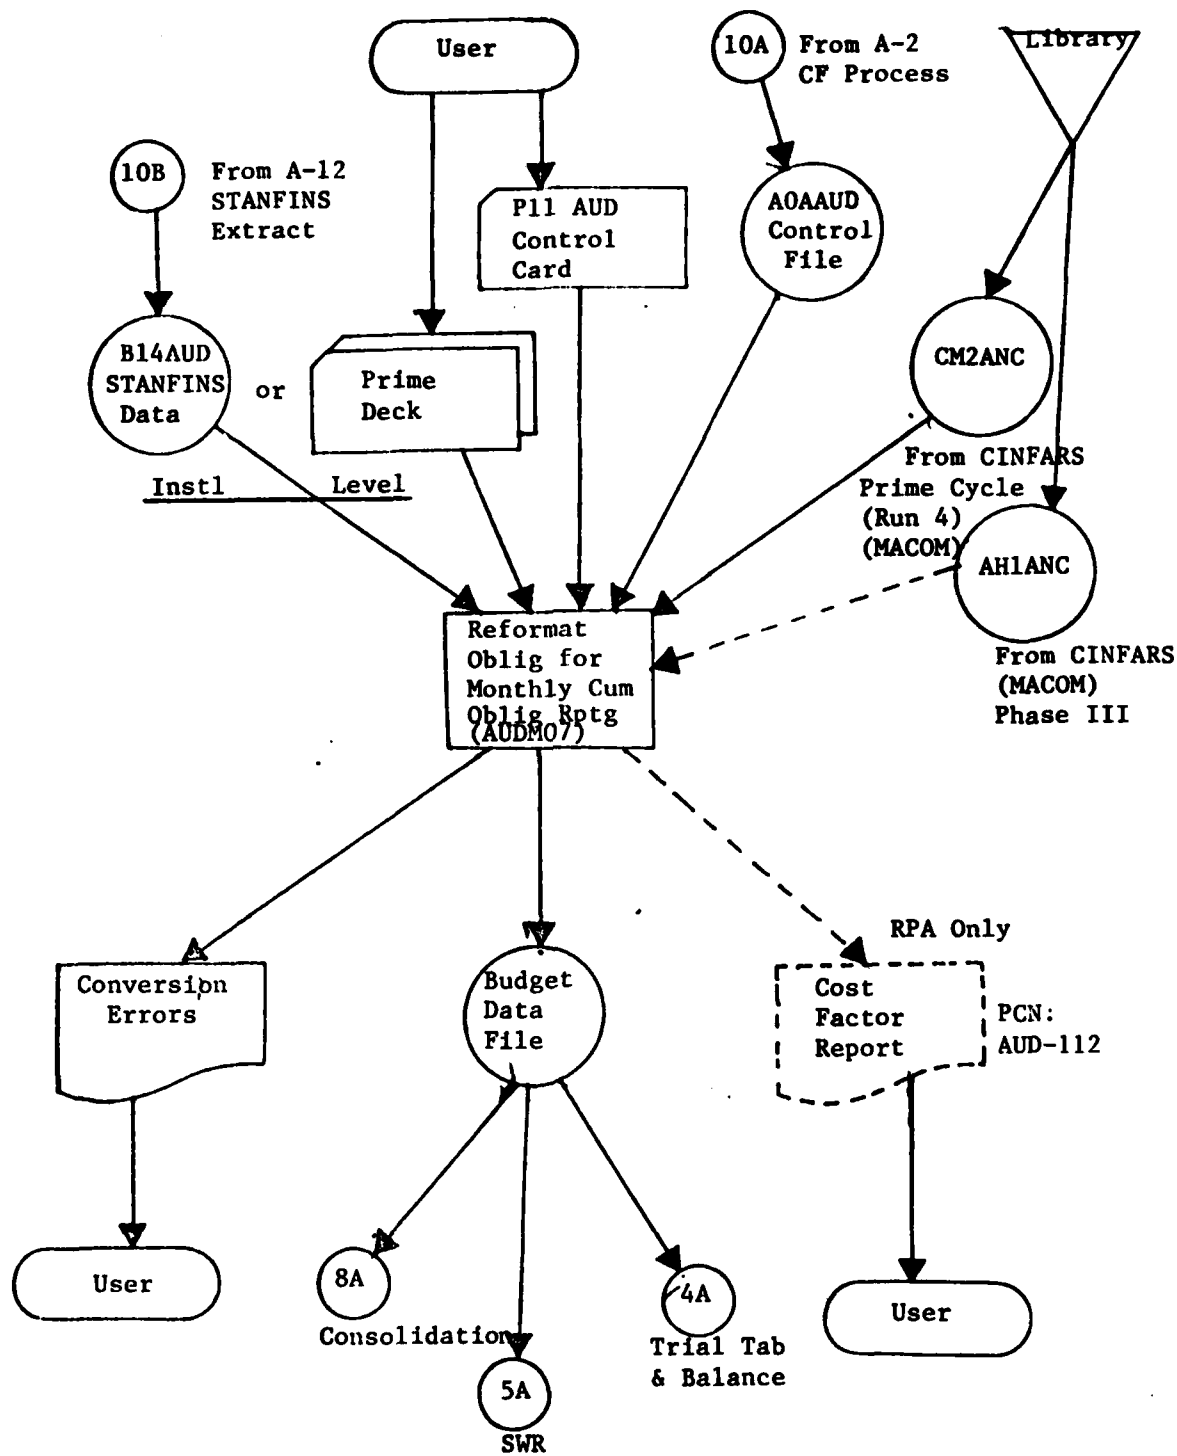 User
10A
From A-2
CF Process
Library
10B
From A-12
STANFINS
Extract
P11 AUD
Control
Card
A0AAUD
Control
File
B14AUD
STANFINS
Data
or
Prime
Deck
CM2ANC
Instl Level
From CINFARS
Prime Cycle
(Run 4)
(MACOM)
AH1ANC
From CINFARS
(MACOM)
Phase III
Reformat
Oblig for
Monthly Cum
Oblig Rptg
(AUDM07)
RPA Only
Conversion
Errors
Budget
Data
File
Cost
Factor
Report
PCN:
AUD-112
User
8A
Consolidation
4A
Trial Tab
& Balance
User
5A
SWR